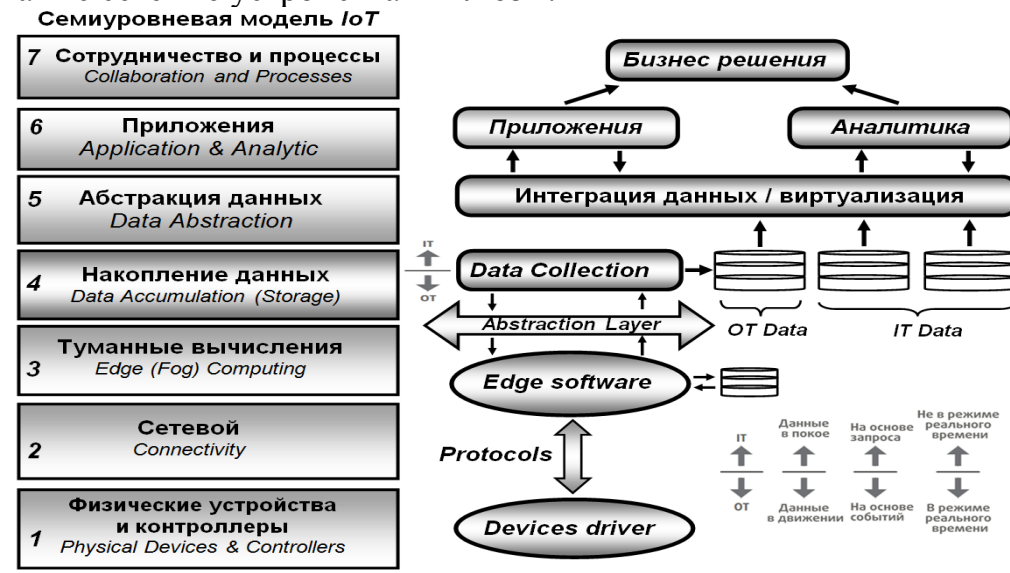 Семиуровневая модель IoT
7 Сотрудничество и процессы
Collaboration and Processes
6 Приложения
Application & Analytic
5 Абстракция данных
Data Abstraction
4 Накопление данных
Data Accumulation (Storage)
3 Туманные вычисления
Edge (Fog) Computing
2 Сетевой
Connectivity
1 Физические устройства
и контроллеры
Physical Devices & Controllers
Бизнес решения
Приложения
Аналитика
Интеграция данных / виртуализация
IT
OT
Data Collection
Abstraction Layer
OT Data
IT Data
Edge software
Protocols
Devices driver
IT
OT
Данные
в покое
Данные
в движении
На основе
запроса
На основе
событий
Не в режиме
реального
времени
В режиме
реального
времени